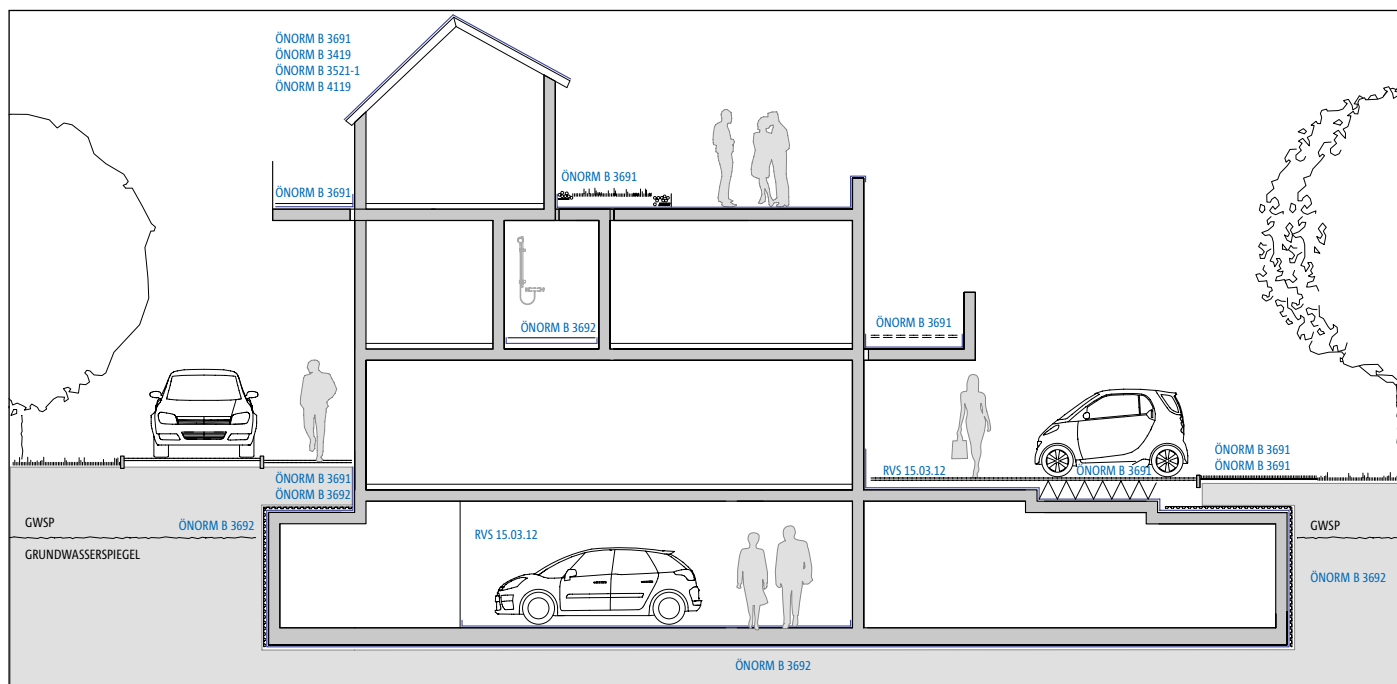 ÖNORM B 3691
ÖNORM B 3419
ÖNORM B 3521-1
ÖNORM B 4119
ÖNORM B 3691
ÖNORM B 3691
ÖNORM B 3692
ÖNORM B 3691
ÖNORM B 3691
ÖNORM B 3692
RVS 15.03.12
ÖNORM B 3691
ÖNORM B 3691
ÖNORM B 3691
GWSP
ÖNORM B 3692
GRUNDWASSERSPIEGEL
RVS 15.03.12
GWSP
ÖNORM B 3692
ÖNORM B 3692